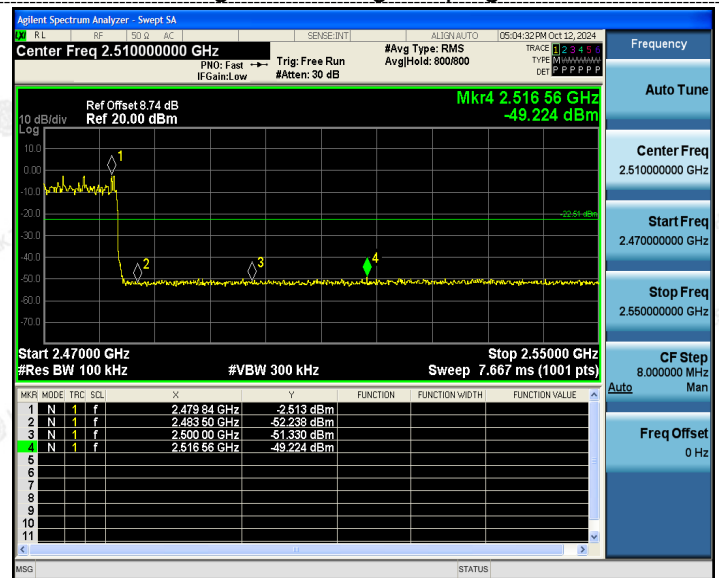 Agilent Spectrum Analyzer - Swept SA
LXI RL RF 50 Ω AC SENSE:INT ALIGN AUTO 05:04:32 PM Oct 12, 2024
Center Freq 2.510000000 GHz
PNO: Fast
IFGain:Low
Trig: Free Run
#Atten: 30 dB
#Avg Type: RMS
Avg|Hold: 800/800
TRACE 1 2 3 4 5 6
TYPE M WWWWW
DET P P P P P P
Ref Offset 8.74 dB
10 dB/div Ref 20.00 dBm
Log
Mkr4 2.516 56 GHz
-49.224 dBm
10.0
0.00
-10.0
-20.0
-30.0
-40.0
-50.0
-60.0
-70.0
1
2
3
4
-22.51 dBm
Start 2.47000 GHz Stop 2.55000 GHz
#Res BW 100 kHz #VBW 300 kHz Sweep 7.667 ms (1001 pts)
MKR MODE TRC SCL X Y FUNCTION FUNCTION WIDTH FUNCTION VALUE
1 N 1 f 2.479 84 GHz -2.513 dBm
2 N 1 f 2.483 50 GHz -52.238 dBm
3 N 1 f 2.500 00 GHz -51.330 dBm
4 N 1 f 2.516 56 GHz -49.224 dBm
5
6
7
8
9
10
11
MSG STATUS
Frequency
Auto Tune
Center Freq
2.510000000 GHz
Start Freq
2.470000000 GHz
Stop Freq
2.550000000 GHz
CF Step
8.000000 MHz
Auto Man
Freq Offset
0 Hz